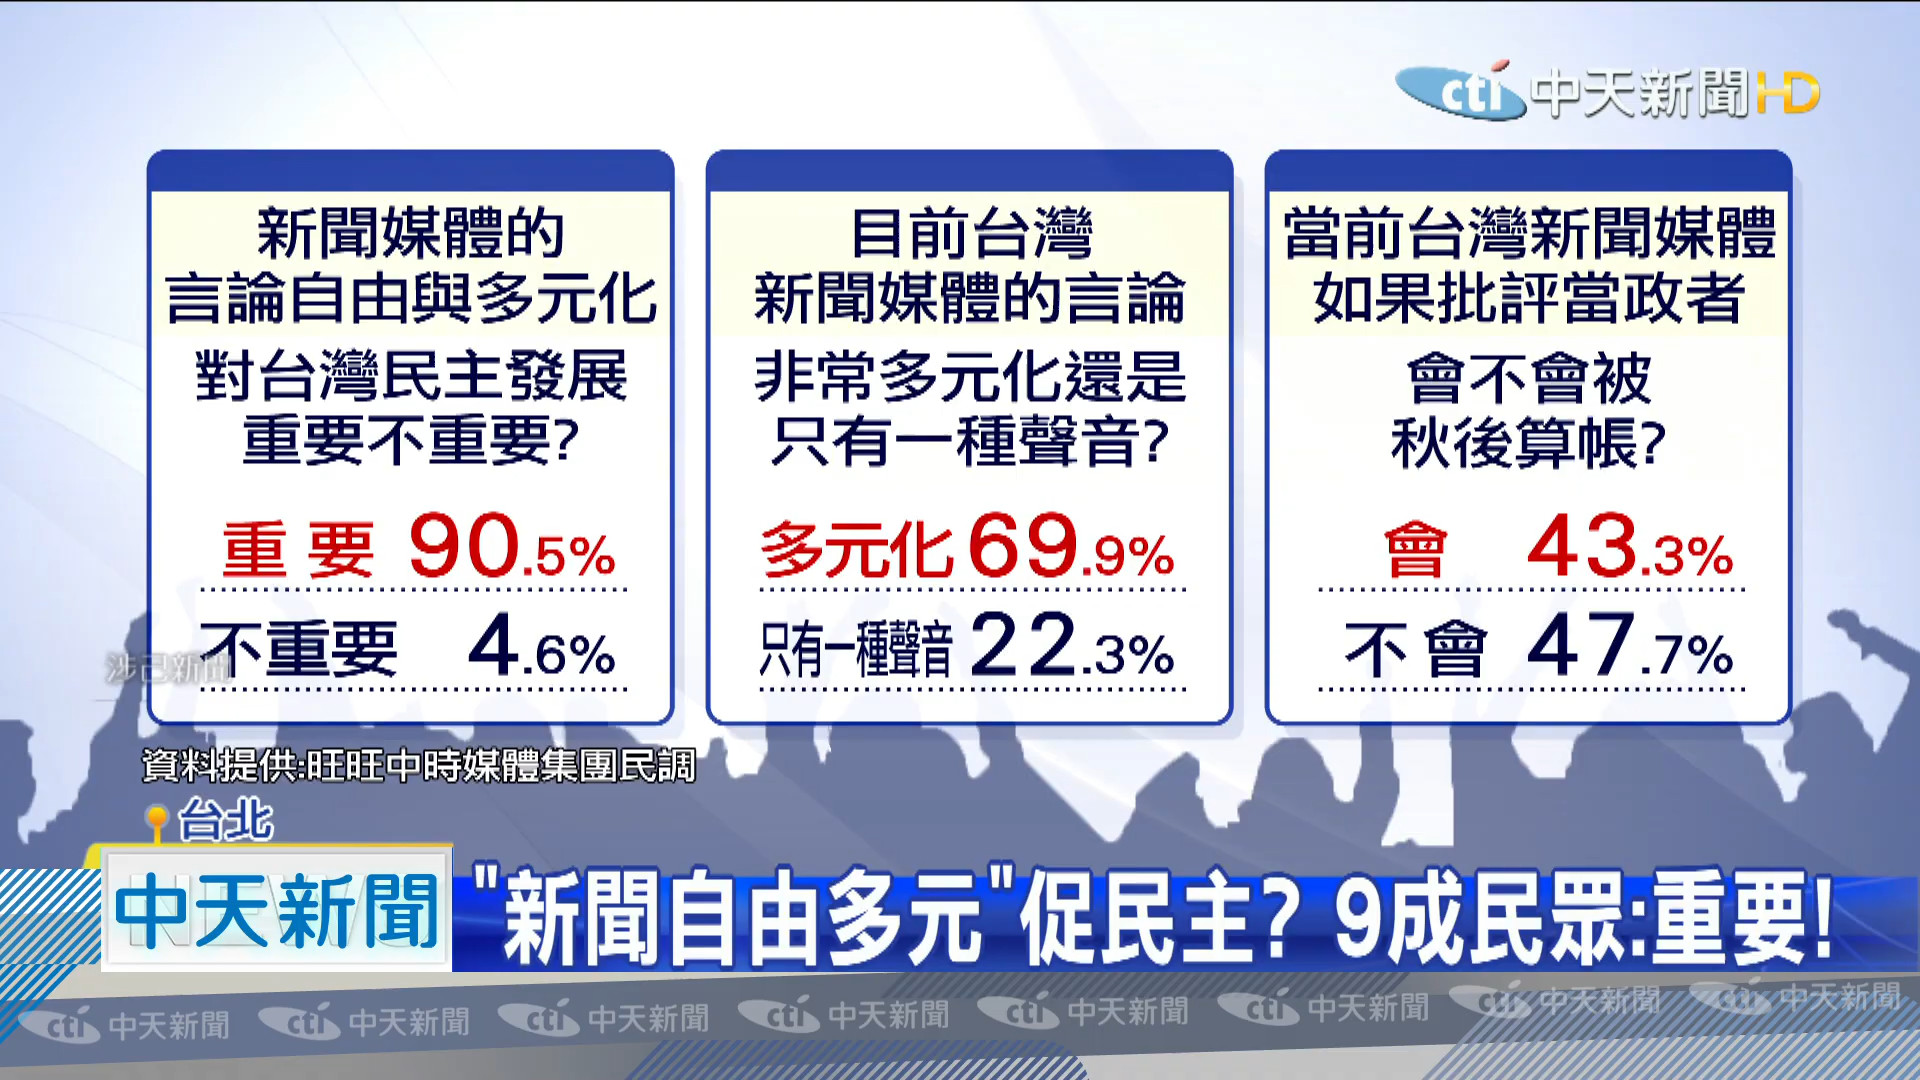 cti 中天新聞HD
新聞媒體的
言論自由與多元化
對台灣民主發展
重要不重要?
重要 90.5%
不重要 4.6%
目前台灣
新聞媒體的言論
非常多元化還是
只有一種聲音?
多元化 69.9%
只有一種聲音 22.3%
當前台灣新聞媒體
如果批評當政者
會不會被
秋後算帳?
會 43.3%
不會 47.7%
涉己新聞
資料提供:旺旺中時媒體集團民調
台北
中天新聞
"新聞自由多元"促民主? 9成民眾:重要!
cti 中天新聞 cti 中天新聞 cti 中天新聞 cti 中天新聞 cti 中天新聞 cti 中天新聞 cti 中天新聞 cti 中天新聞